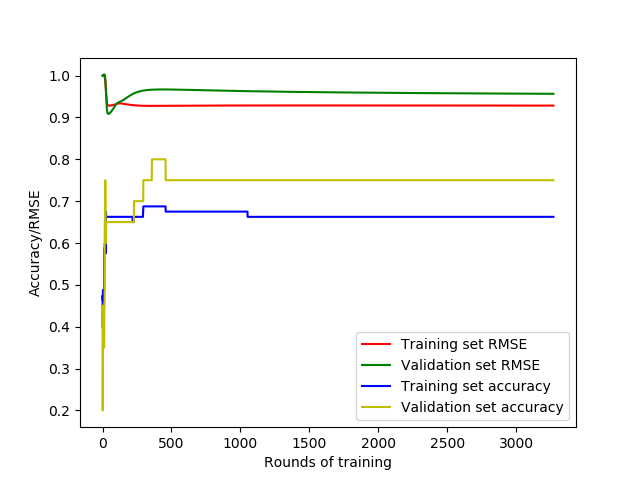 1.0
0.9
0.8
0.7
0.6
0.5
0.4
0.3
0.2
Accuracy/RMSE
Training set RMSE
Validation set RMSE
Training set accuracy
Validation set accuracy
0 500 1000 1500 2000 2500 3000
Rounds of training